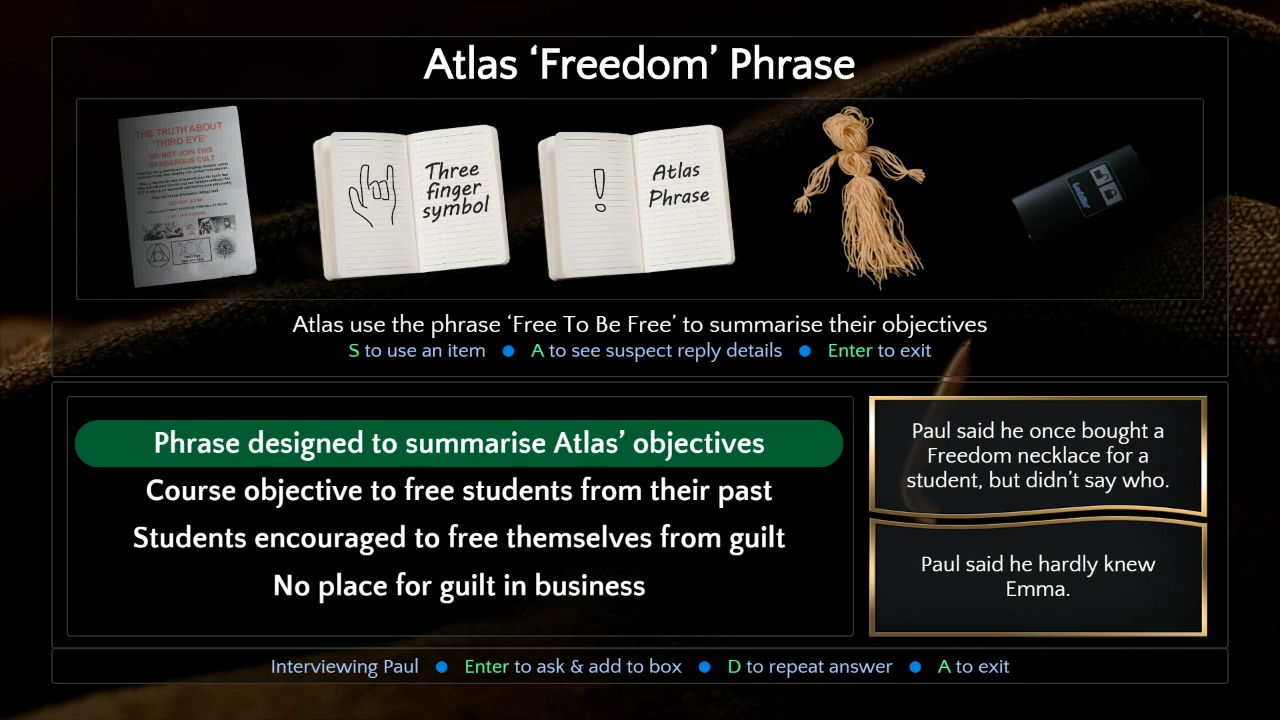 Atlas ‘Freedom’ Phrase
THE TRUTH ABOUT
‘THIRD EYE’
DO NOT JOIN THIS
DANGEROUS CULT
Three
finger
symbol
!
Atlas
Phrase
Atlas use the phrase ‘Free To Be Free’ to summarise their objectives
S to use an item ● A to see suspect reply details ● Enter to exit
Phrase designed to summarise Atlas’ objectives
Course objective to free students from their past
Students encouraged to free themselves from guilt
No place for guilt in business
Paul said he once bought a
Freedom necklace for a
student, but didn’t say who.
Paul said he hardly knew
Emma.
Interviewing Paul ● Enter to ask & add to box ● D to repeat answer ● A to exit